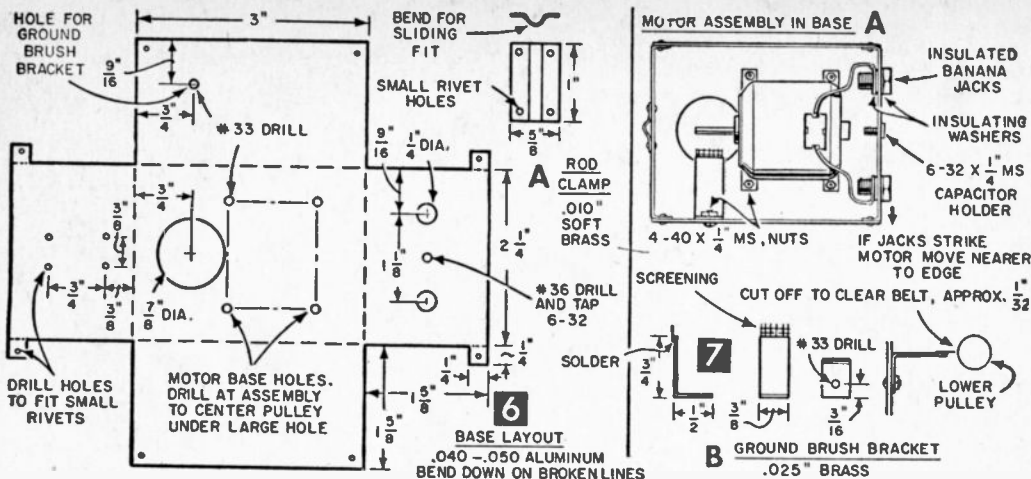 HOLE FOR
GROUND
BRUSH
BRACKET
3"
9/16"
3/4"
#33 DRILL
BEND FOR
SLIDING
FIT
SMALL RIVET
HOLES
1"
5/8"
A
ROD
CLAMP
.010"
SOFT
BRASS
9/16"
1/4"
DIA.
3/4"
3/8"
3/4"
3/8"
7/8" DIA.
2 1/4"
1 1/8"
#36 DRILL
AND TAP
6-32
1/4"
1/4"
1 5/8"
1 5/8"
DRILL HOLES
TO FIT SMALL
RIVETS
MOTOR BASE HOLES.
DRILL AT ASSEMBLY
TO CENTER PULLEY
UNDER LARGE HOLE
6
BASE LAYOUT
.040-.050 ALUMINUM
BEND DOWN ON BROKEN LINES
MOTOR ASSEMBLY IN BASE A
INSULATED
BANANA
JACKS
INSULATING
WASHERS
6-32 X 1/4" MS
CAPACITOR
HOLDER
4-40 X 1/4" MS, NUTS
IF JACKS STRIKE
MOTOR MOVE NEARER
TO EDGE
SCREENING
CUT OFF TO CLEAR BELT, APPROX. 1/32"
SOLDER
3/4"
1/2"
7
3/8"
#33 DRILL
3/16"
LOWER
PULLEY
B GROUND BRUSH BRACKET
.025" BRASS